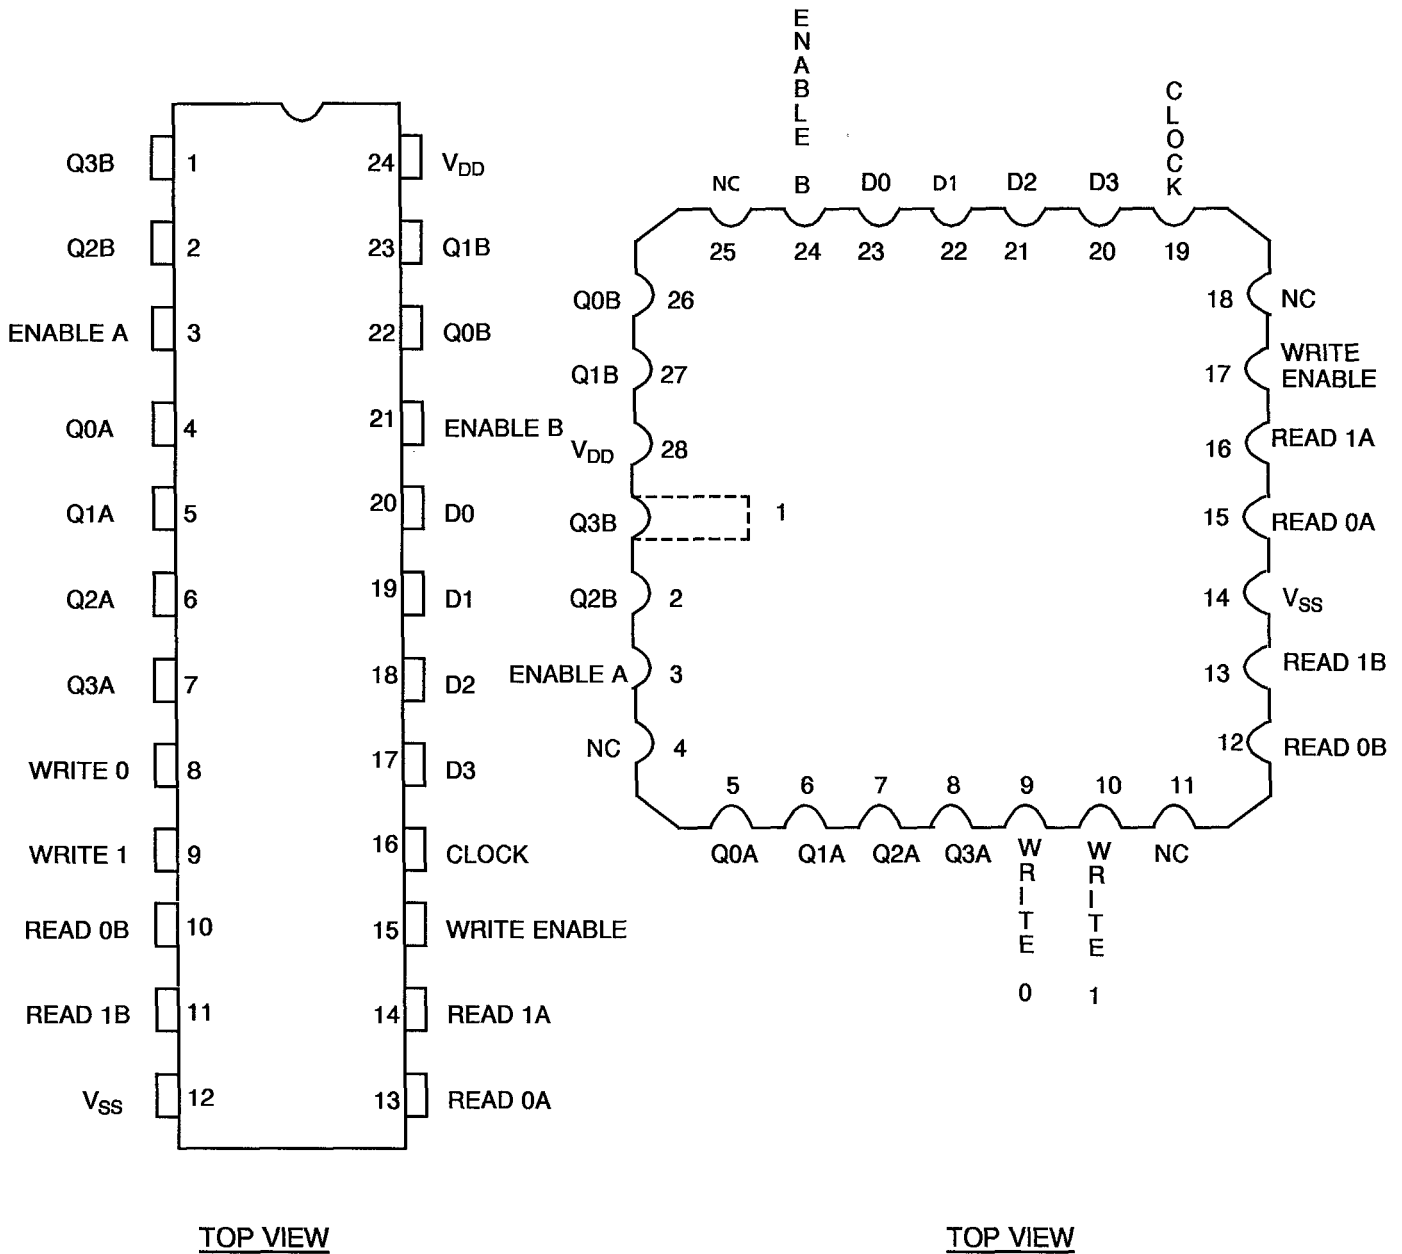 Q3B 1 24 VDD
Q2B 2 23 Q1B
ENABLE A 3 22 Q0B
Q0A 4 21 ENABLE B
Q1A 5 20 D0
Q2A 6 19 D1
Q3A 7 18 D2
WRITE 0 8 17 D3
WRITE 1 9 16 CLOCK
READ 0B 10 15 WRITE ENABLE
READ 1B 11 14 READ 1A
VSS 12 13 READ 0A
TOP VIEW
ENABLE B
CLOCK
NC D0 D1 D2 D3
25 24 23 22 21 20 19
Q0B 26 18 NC
Q1B 27 17 WRITE
ENABLE
VDD 28 16 READ 1A
Q3B 1 15 READ 0A
Q2B 2 14 VSS
ENABLE A 3 13 READ 1B
NC 4 12 READ 0B
5 6 7 8 9 10 11
Q0A Q1A Q2A Q3A NC
WRITE 0
WRITE 1
TOP VIEW